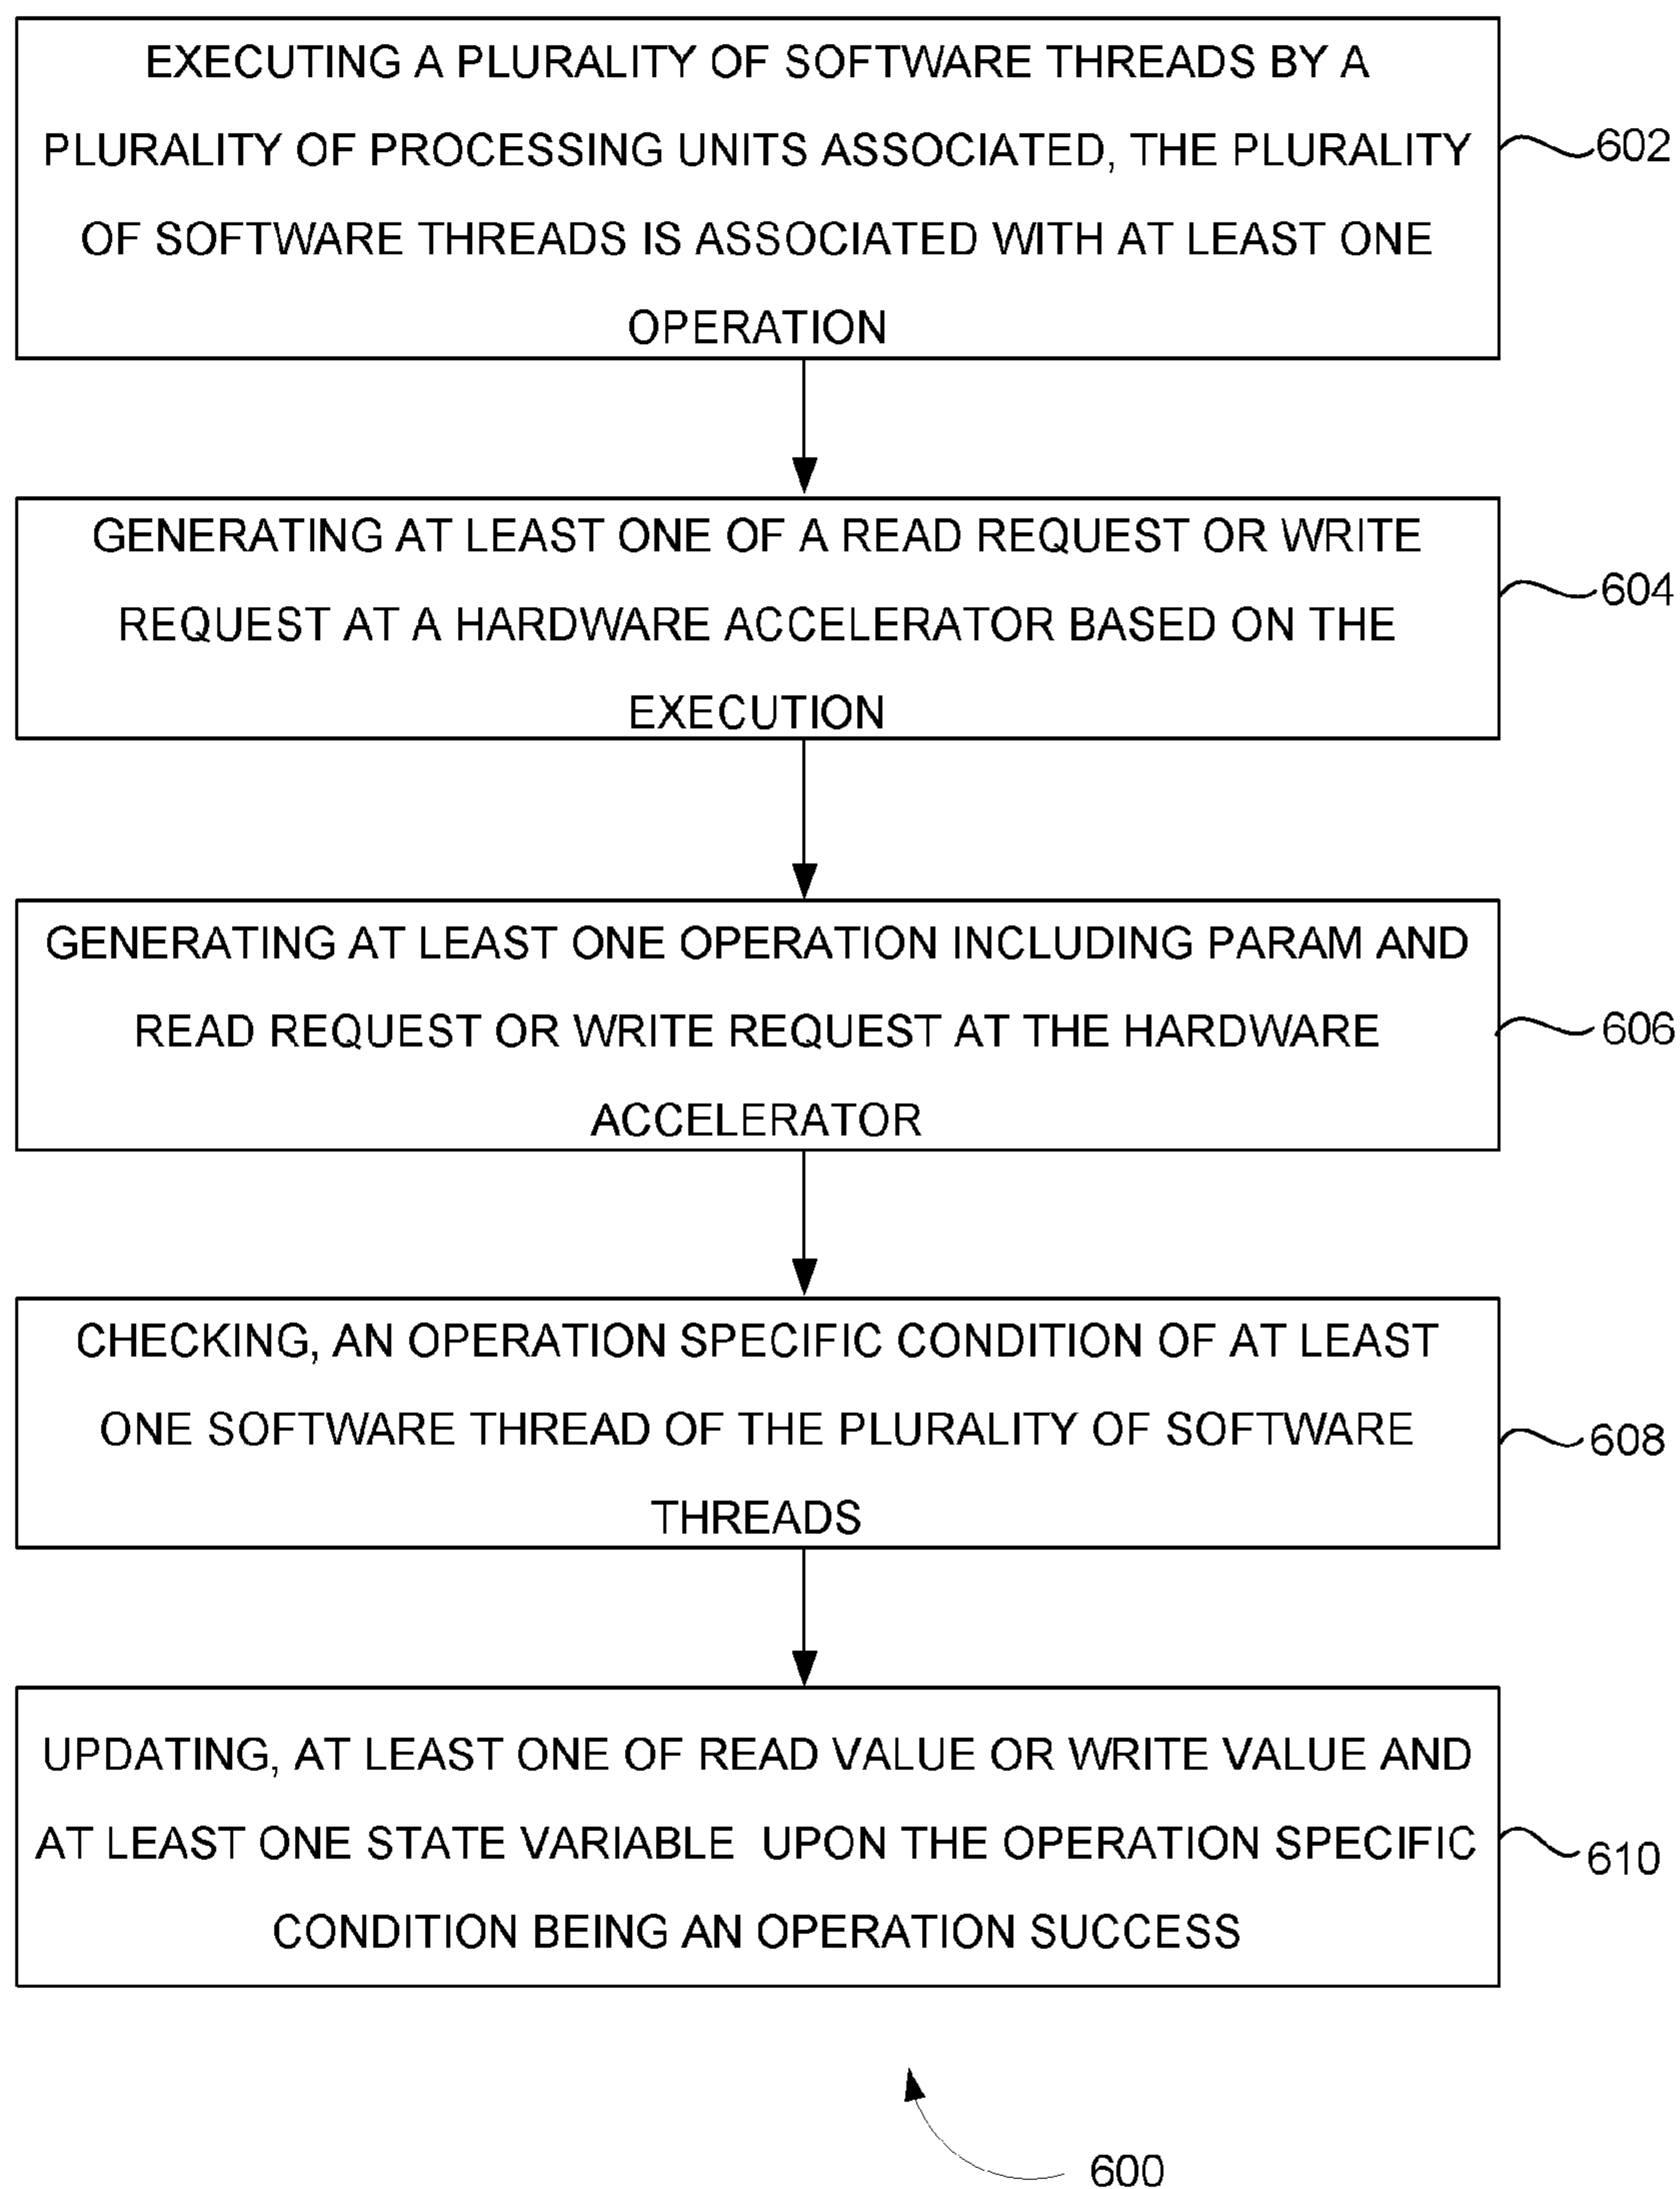 EXECUTING A PLURALITY OF SOFTWARE THREADS BY A
PLURALITY OF PROCESSING UNITS ASSOCIATED, THE PLURALITY
OF SOFTWARE THREADS IS ASSOCIATED WITH AT LEAST ONE
OPERATION
602
GENERATING AT LEAST ONE OF A READ REQUEST OR WRITE
REQUEST AT A HARDWARE ACCELERATOR BASED ON THE
EXECUTION
604
GENERATING AT LEAST ONE OPERATION INCLUDING PARAM AND
READ REQUEST OR WRITE REQUEST AT THE HARDWARE
ACCELERATOR
606
CHECKING, AN OPERATION SPECIFIC CONDITION OF AT LEAST
ONE SOFTWARE THREAD OF THE PLURALITY OF SOFTWARE
THREADS
608
UPDATING, AT LEAST ONE OF READ VALUE OR WRITE VALUE AND
AT LEAST ONE STATE VARIABLE UPON THE OPERATION SPECIFIC
CONDITION BEING AN OPERATION SUCCESS
610
600